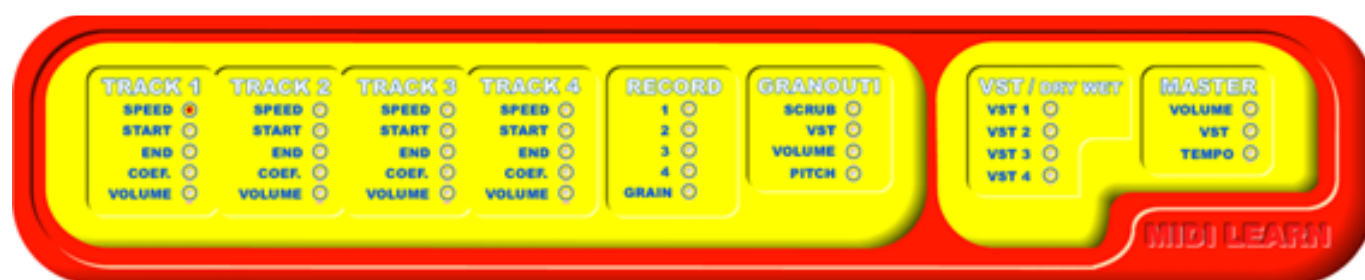 TRACK 1
SPEED
START
END
COEF.
VOLUME
TRACK 2
SPEED
START
END
COEF.
VOLUME
TRACK 3
SPEED
START
END
COEF.
VOLUME
TRACK 4
SPEED
START
END
COEF.
VOLUME
RECORD
1
2
3
4
GRAIN
GRANOUTI
SCRUB
VST
VOLUME
PITCH
VST / DRY WET
VST 1
VST 2
VST 3
VST 4
MASTER
VOLUME
VST
TEMPO
MIDI LEARN